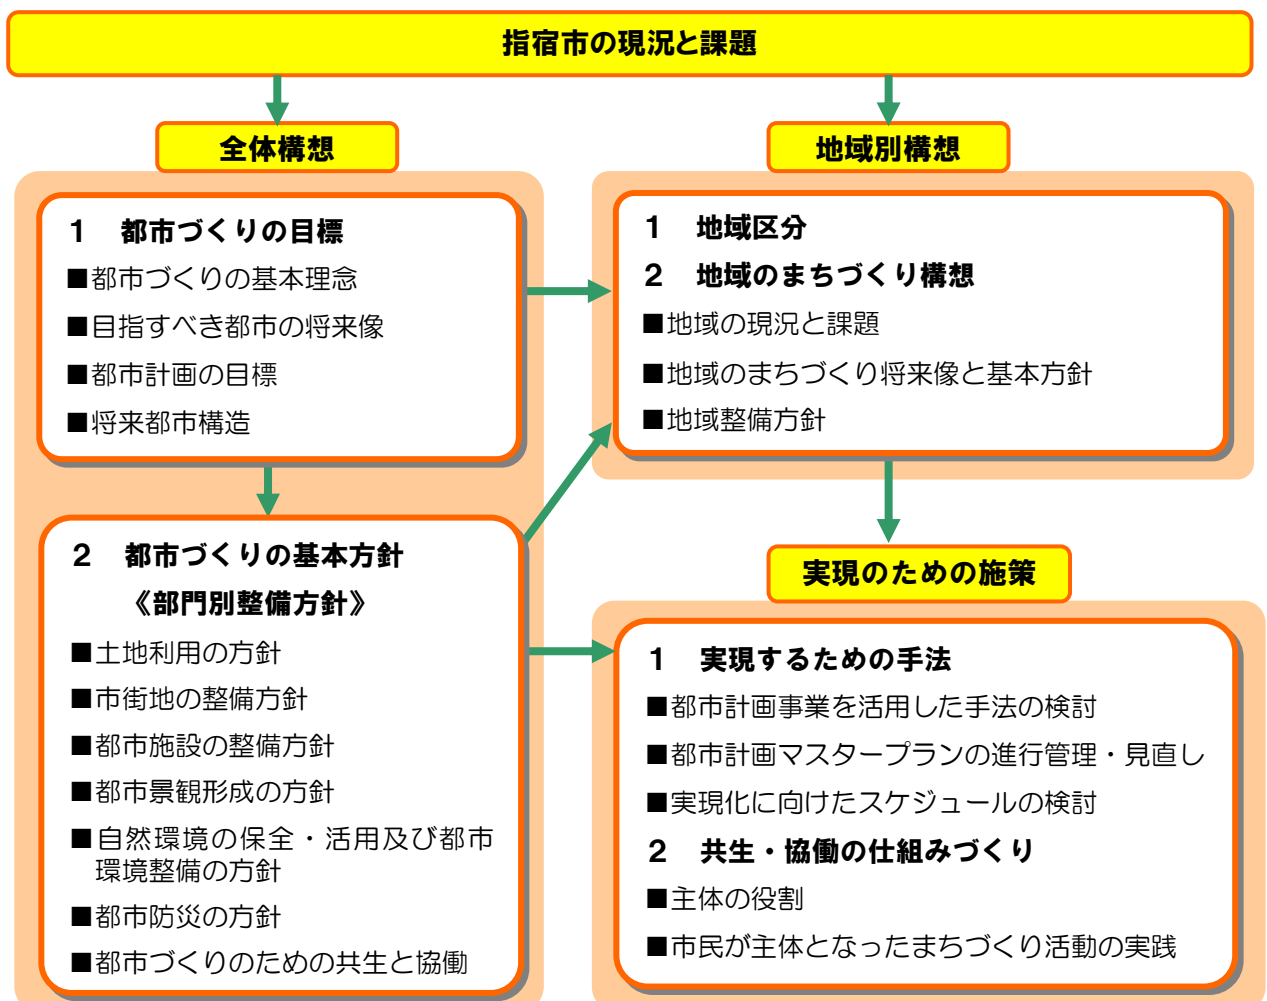 指宿市の現況と課題
全体構想
1 都市づくりの目標
■都市づくりの基本理念
■目指すべき都市の将来像
■都市計画の目標
■将来都市構造
2 都市づくりの基本方針
《部門別整備方針》
■土地利用の方針
■市街地の整備方針
■都市施設の整備方針
■都市景観形成の方針
■自然環境の保全・活用及び都市
環境整備の方針
■都市防災の方針
■都市づくりのための共生と協働
地域別構想
1 地域区分
2 地域のまちづくり構想
■地域の現況と課題
■地域のまちづくり将来像と基本方針
■地域整備方針
実現のための施策
1 実現するための手法
■都市計画事業を活用した手法の検討
■都市計画マスタープランの進行管理・見直し
■実現化に向けたスケジュールの検討
2 共生・協働の仕組みづくり
■主体の役割
■市民が主体となったまちづくり活動の実践